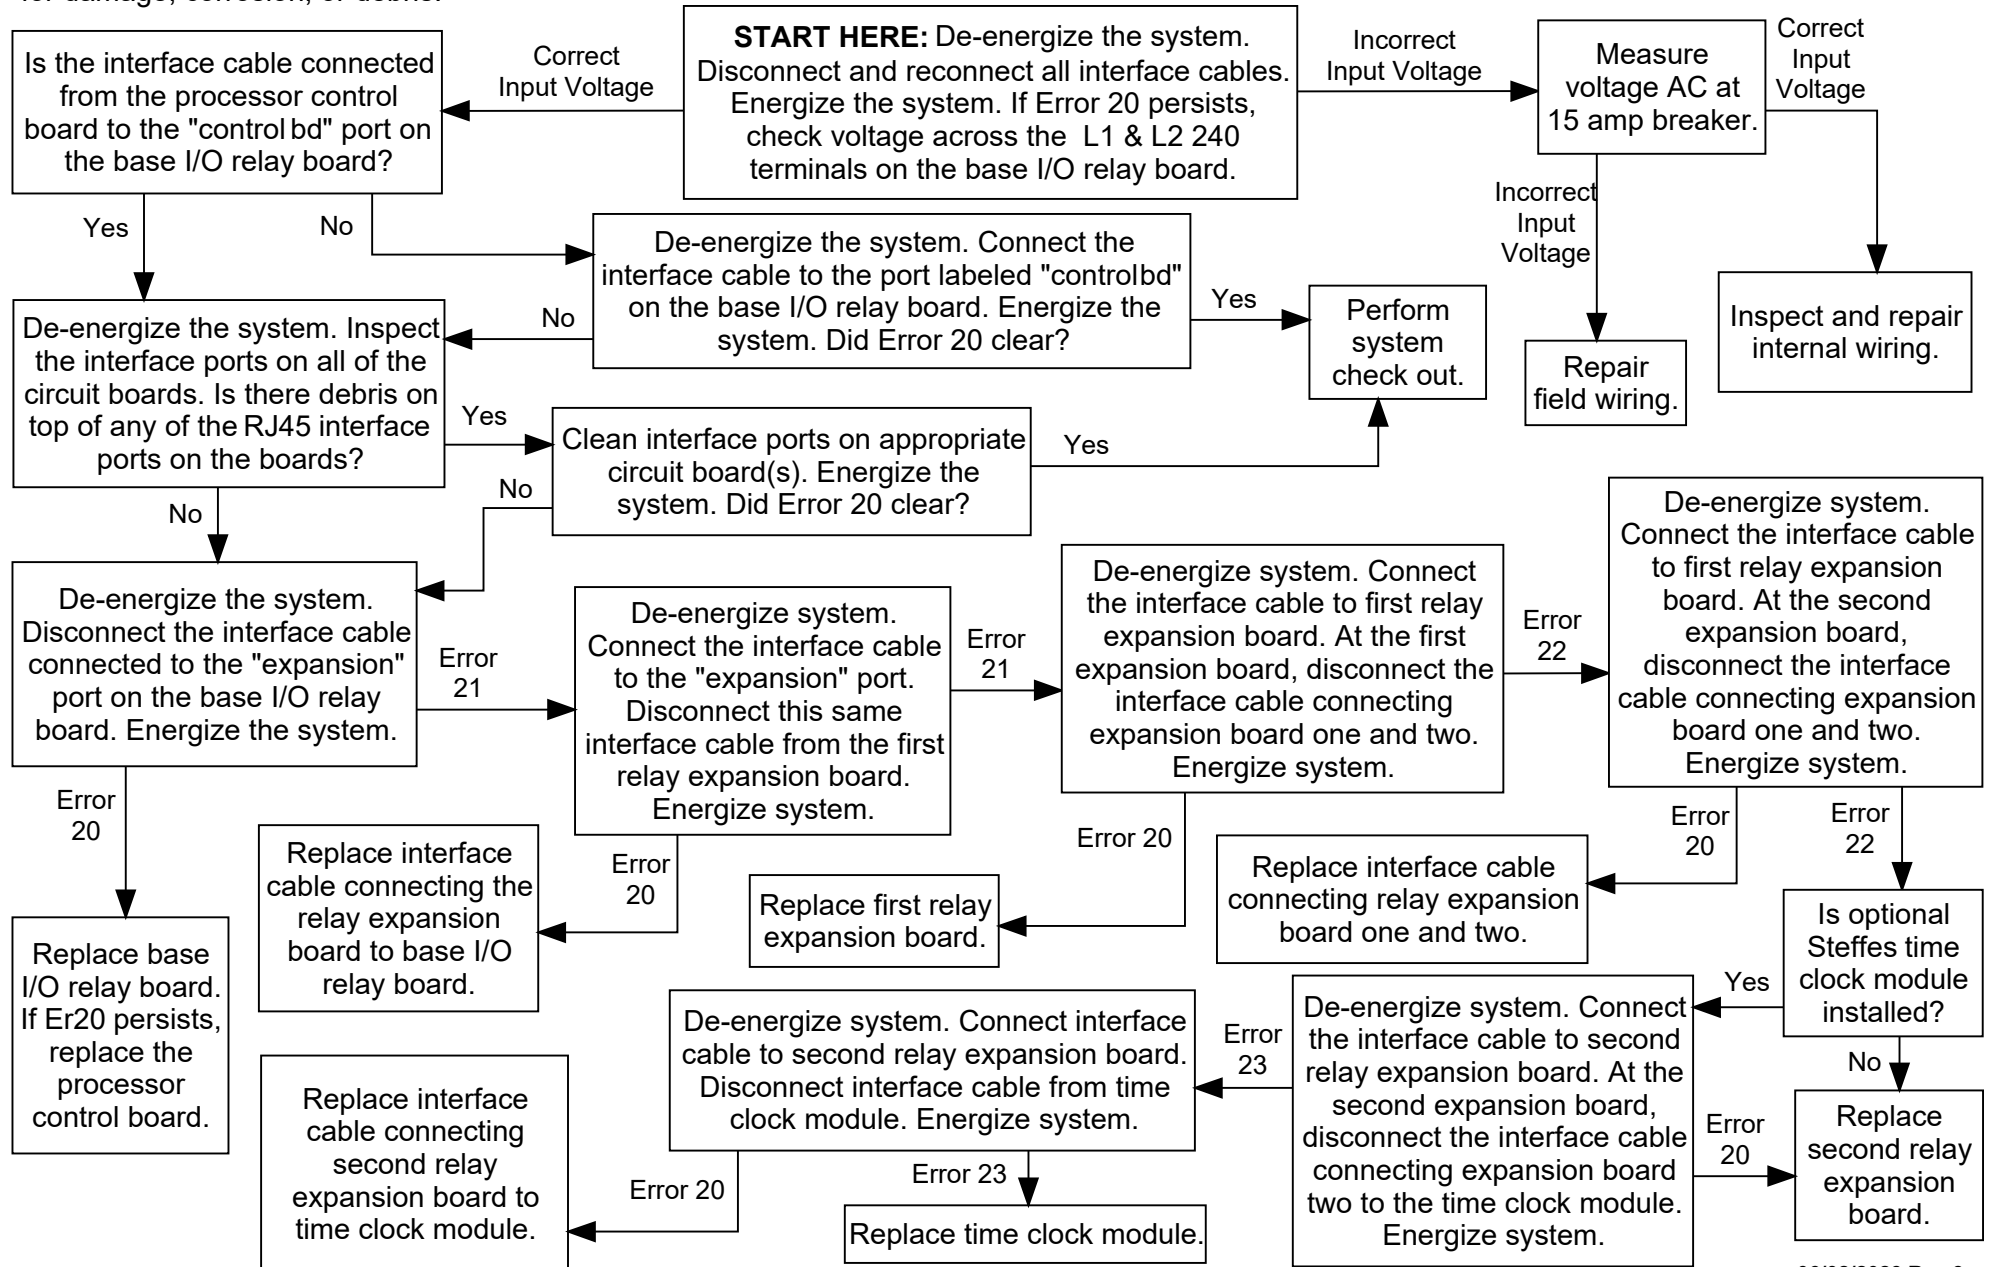 for damage, corrosion, or debris.
START HERE: De-energize the system.
Disconnect and reconnect all interface cables.
Energize the system. If Error 20 persists,
check voltage across the L1 & L2 240
terminals on the base I/O relay board.
Correct
Input Voltage
Incorrect
Input Voltage
Measure
voltage AC at
15 amp breaker.
Correct
Input
Voltage
Incorrect
Input
Voltage
Inspect and repair
internal wiring.
Repair
field wiring.
Is the interface cable connected
from the processor control
board to the "control bd" port on
the base I/O relay board?
Yes
No
De-energize the system. Connect the
interface cable to the port labeled "controlbd"
on the base I/O relay board. Energize the
system. Did Error 20 clear?
No
Yes
Perform
system
check out.
De-energize the system. Inspect
the interface ports on all of the
circuit boards. Is there debris on
top of any of the RJ45 interface
ports on the boards?
Yes
No
Clean interface ports on appropriate
circuit board(s). Energize the
system. Did Error 20 clear?
Yes
No
De-energize the system.
Disconnect the interface cable
connected to the "expansion"
port on the base I/O relay
board. Energize the system.
Error
21
Error
20
Replace base
I/O relay board.
If Er20 persists,
replace the
processor
control board.
De-energize system.
Connect the interface cable
to the "expansion" port.
Disconnect this same
interface cable from the first
relay expansion board.
Energize system.
Error
21
Error
20
Replace interface
cable connecting the
relay expansion
board to base I/O
relay board.
De-energize system. Connect
the interface cable to first relay
expansion board. At the first
expansion board, disconnect the
interface cable connecting
expansion board one and two.
Energize system.
Error
22
Error 20
Replace first relay
expansion board.
De-energize system.
Connect the interface cable
to first relay expansion
board. At the second
expansion board,
disconnect the interface
cable connecting expansion
board one and two.
Energize system.
Error
20
Error
22
Replace interface cable
connecting relay expansion
board one and two.
Is optional
Steffes time
clock module
installed?
Yes
No
De-energize system. Connect
the interface cable to second
relay expansion board. At the
second expansion board,
disconnect the interface cable
connecting expansion board
two to the time clock module.
Energize system.
Error
20
Replace
second relay
expansion
board.
Error
23
De-energize system. Connect interface
cable to second relay expansion board.
Disconnect interface cable from time
clock module. Energize system.
Error 20
Error 23
Replace interface
cable connecting
second relay
expansion board to
time clock module.
Replace time clock module.